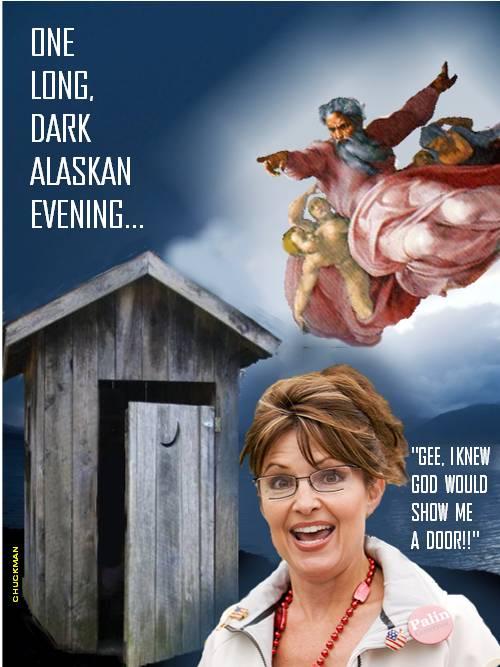 ONE
LONG,
DARK
ALASKAN
EVENING...
"GEE, I KNEW
GOD WOULD
SHOW ME
A DOOR!!"
Palin
CHUCKMAN